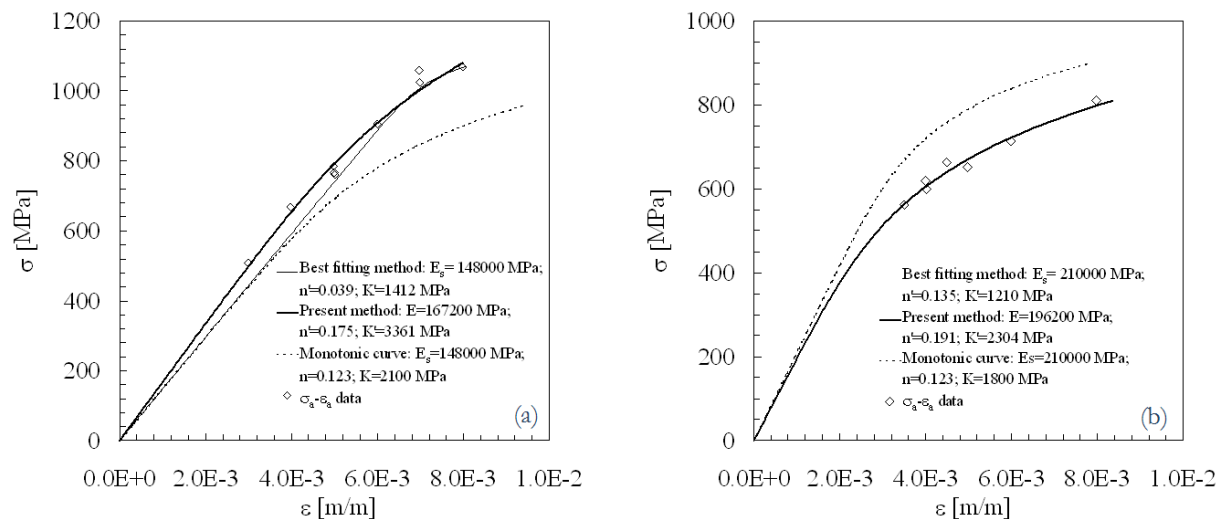 1200
1000
800
600
400
200
0
σ [MPa]
Best fitting method: Eₛ= 148000 MPa;
n'=0.039; K'=1412 MPa
Present method: E=167200 MPa;
n'=0.175; K'=3361 MPa
Monotonic curve: Eₛ=148000MPa;
n=0.123; K=2100 MPa
σₐ-εₐ data
(a)
0.0E+0 2.0E-3 4.0E-3 6.0E-3 8.0E-3 1.0E-2
ε [m/m]
1000
800
600
400
200
0
σ [MPa]
Best fitting method: Eₛ= 210000 MPa;
n'=0.135; K'=1210 MPa
Present method: E=196200 MPa;
n'=0.191; K'=2304 MPa
Monotonic curve: Es=210000MPa;
n=0.123; K=1800 MPa
σₐ-εₐ data
(b)
0.0E+0 2.0E-3 4.0E-3 6.0E-3 8.0E-3 1.0E-2
ε [m/m]